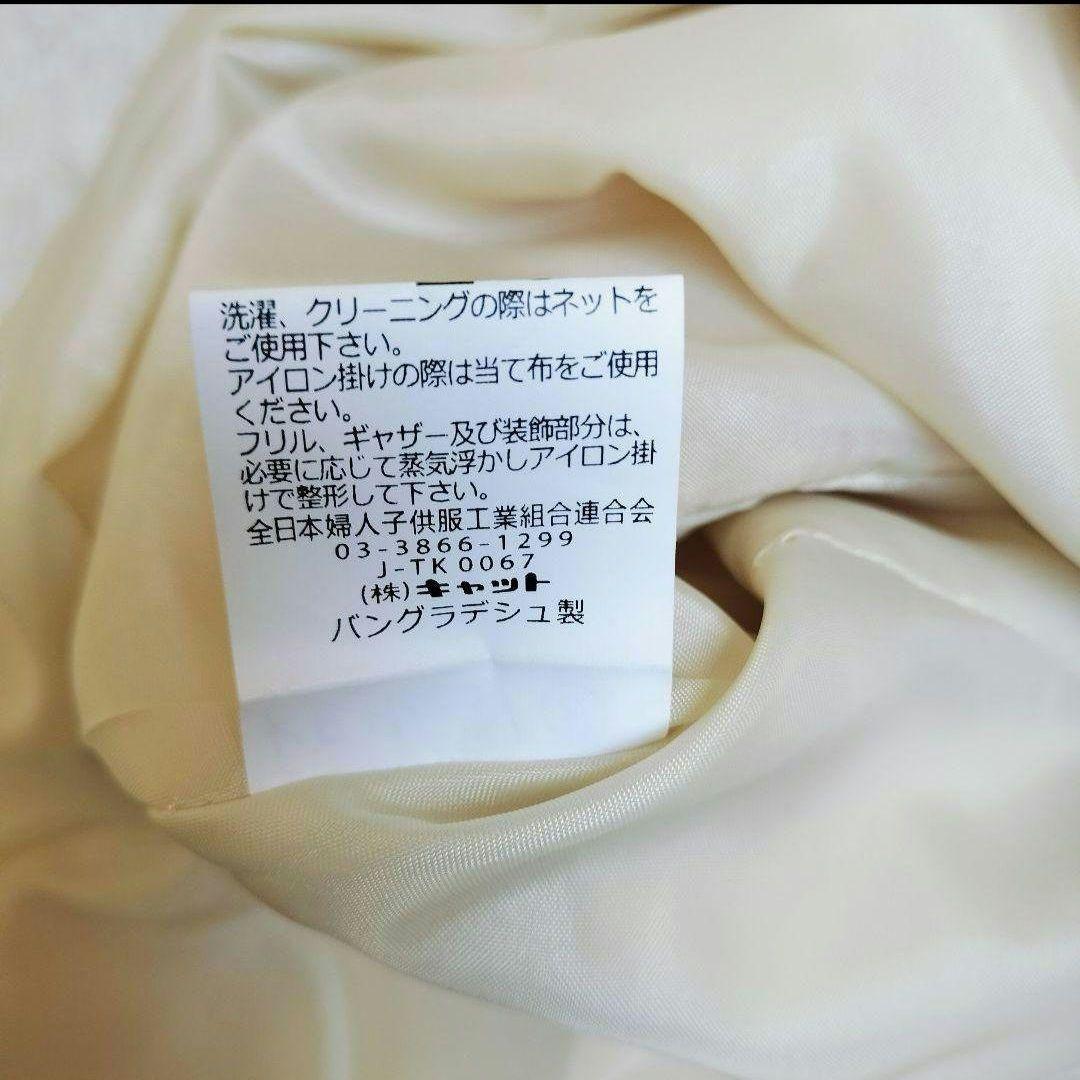 洗濯、クリーニングの際はネットを
ご使用下さい。
アイロン掛けの際は当て布をご使用
ください。
フリル、ギャザー及び装飾部分は、
必要に応じて蒸気浮かしアイロン掛
けで整形して下さい。
全日本婦人子供服工業組合連合会
03-3866-1299
J-TK0067
(株)キャット
バングラデシュ製